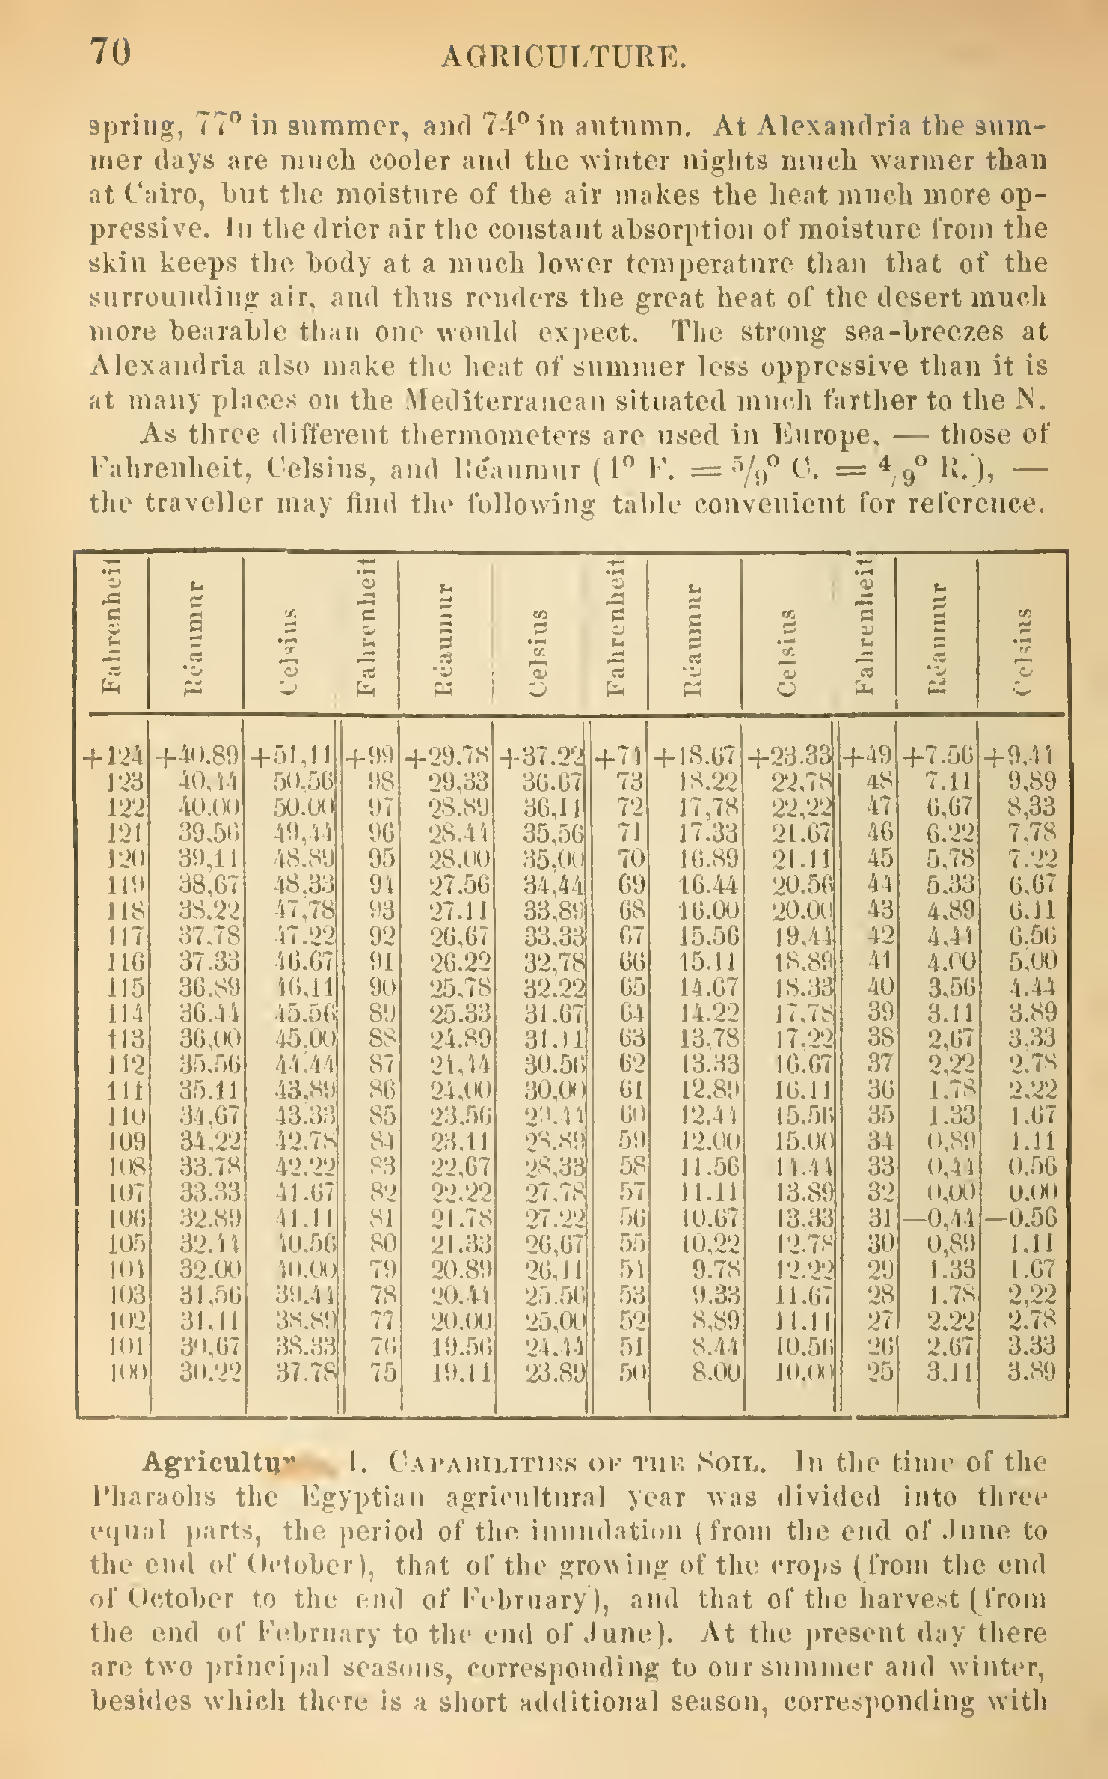 70 AGRICULTURE.
spring, 77° in summer, and 74° in autumn. At Alexandria the sum-
mer days are much cooler and the winter nights much warmer than
at Cairo, but the moisture of the air makes the heat much more op-
pressive. In the drier air the constant absorption of moisture from the
skin keeps the body at a much lower temperature than that of the
surrounding air, and thus renders the great heat of the desert much
more bearable than one would expect. The strong sea-breezes at
Alexandria also make the heat of summer less oppressive than it is
at many places on the Mediterranean situated much farther to the N.
As three different thermometers are used in Europe, — those of
Fahrenheit, Celsius, and Réaumur (1° F. = 5/9° C. = 4/9° R.), —
the traveller may find the following table convenient for reference.
Fahrenheit Réaumur Celsius Fahrenheit Réaumur Celsius Fahrenheit Réaumur Celsius Fahrenheit Réaumur Celsius
+124 +40.89 +51,11 +99 +29.78 +37.22 +74 +18.67 +23.33 +49 +7.56 +9,44
123 40,44 50,56 98 29,33 36.67 73 18.22 22,78 48 7.11 9,89
122 40.00 50.00 97 28.89 36,11 72 17,78 22,22 47 6,67 8,33
121 39.56 49,44 96 28.44 35,56 71 17.33 21.67 46 6.22 7.78
120 39,11 48.89 95 28.00 35,00 70 16.89 21.11 45 5,78 7.22
119 38,67 48,33 94 27.56 34,44 69 16.44 20,56 44 5,33 6,67
118 38.22 47,78 93 27.11 33,89 68 16.00 20.00 43 4,89 6.11
117 37.78 47.22 92 26,67 33,33 67 15.56 19,44 42 4,44 6.56
116 37.33 46.67 91 26.22 32,78 66 15.11 18.89 41 4.00 5,00
115 36,89 46,11 90 25,78 32.22 65 14.67 18.33 40 3,56 4.44
114 36.44 45.56 89 25.33 31.67 64 14.22 17,78 39 3.11 3.89
113 36,00 45,00 88 24,89 31.11 63 13,78 17,22 38 2,67 3,33
112 35,56 44.44 87 24,44 30.56 62 13.33 16.67 37 2,22 2.78
111 35.11 43,89 86 24,00 30,00 61 12.89 16.11 36 1.78 2,22
110 34,67 43.33 85 23,56 29.44 60 12,44 15,56 35 1.33 1.67
109 34,22 42.78 84 23,11 28.89 59 12.00 15.00 34 0,89 1.11
108 33.78 42.22 83 22,67 28,33 58 11.56 14.44 33 0,44 0.56
107 33.33 41.67 82 22.22 27.78 57 11.11 13.89 32 0,00 0.00
106 32.89 41.11 81 21.78 27.22 56 10.67 13.33 31 —0,44 —0.56
105 32.44 40.56 80 21.33 26,67 55 10,22 12.78 30 0,89 1.11
104 32.00 40.00 79 20.89 26,11 54 9.78 12.22 29 1.33 1.67
103 31,56 39.44 78 20.44 25.56 53 9.33 11.67 28 1.78 2,22
102 31.11 38.89 77 20.00 25,00 52 8,89 11.11 27 2.22 2.78
101 30,67 38.33 76 19.56 24.44 51 8.44 10.56 26 2.67 3.33
100 30.22 37.78 75 19.11 23.89 50 8.00 10,00 25 3.11 3.89
1. CAPABILITIES OF THE SOIL. In the time of the
Pharaohs the Egyptian agricultural year was divided into three
equal parts, the period of the inundation (from the end of June to
the end of October), that of the growing of the crops (from the end
of October to the end of February), and that of the harvest (from
the end of February to the end of June). At the present day there
are two principal seasons, corresponding to our summer and winter,
besides which there is a short additional season, corresponding with